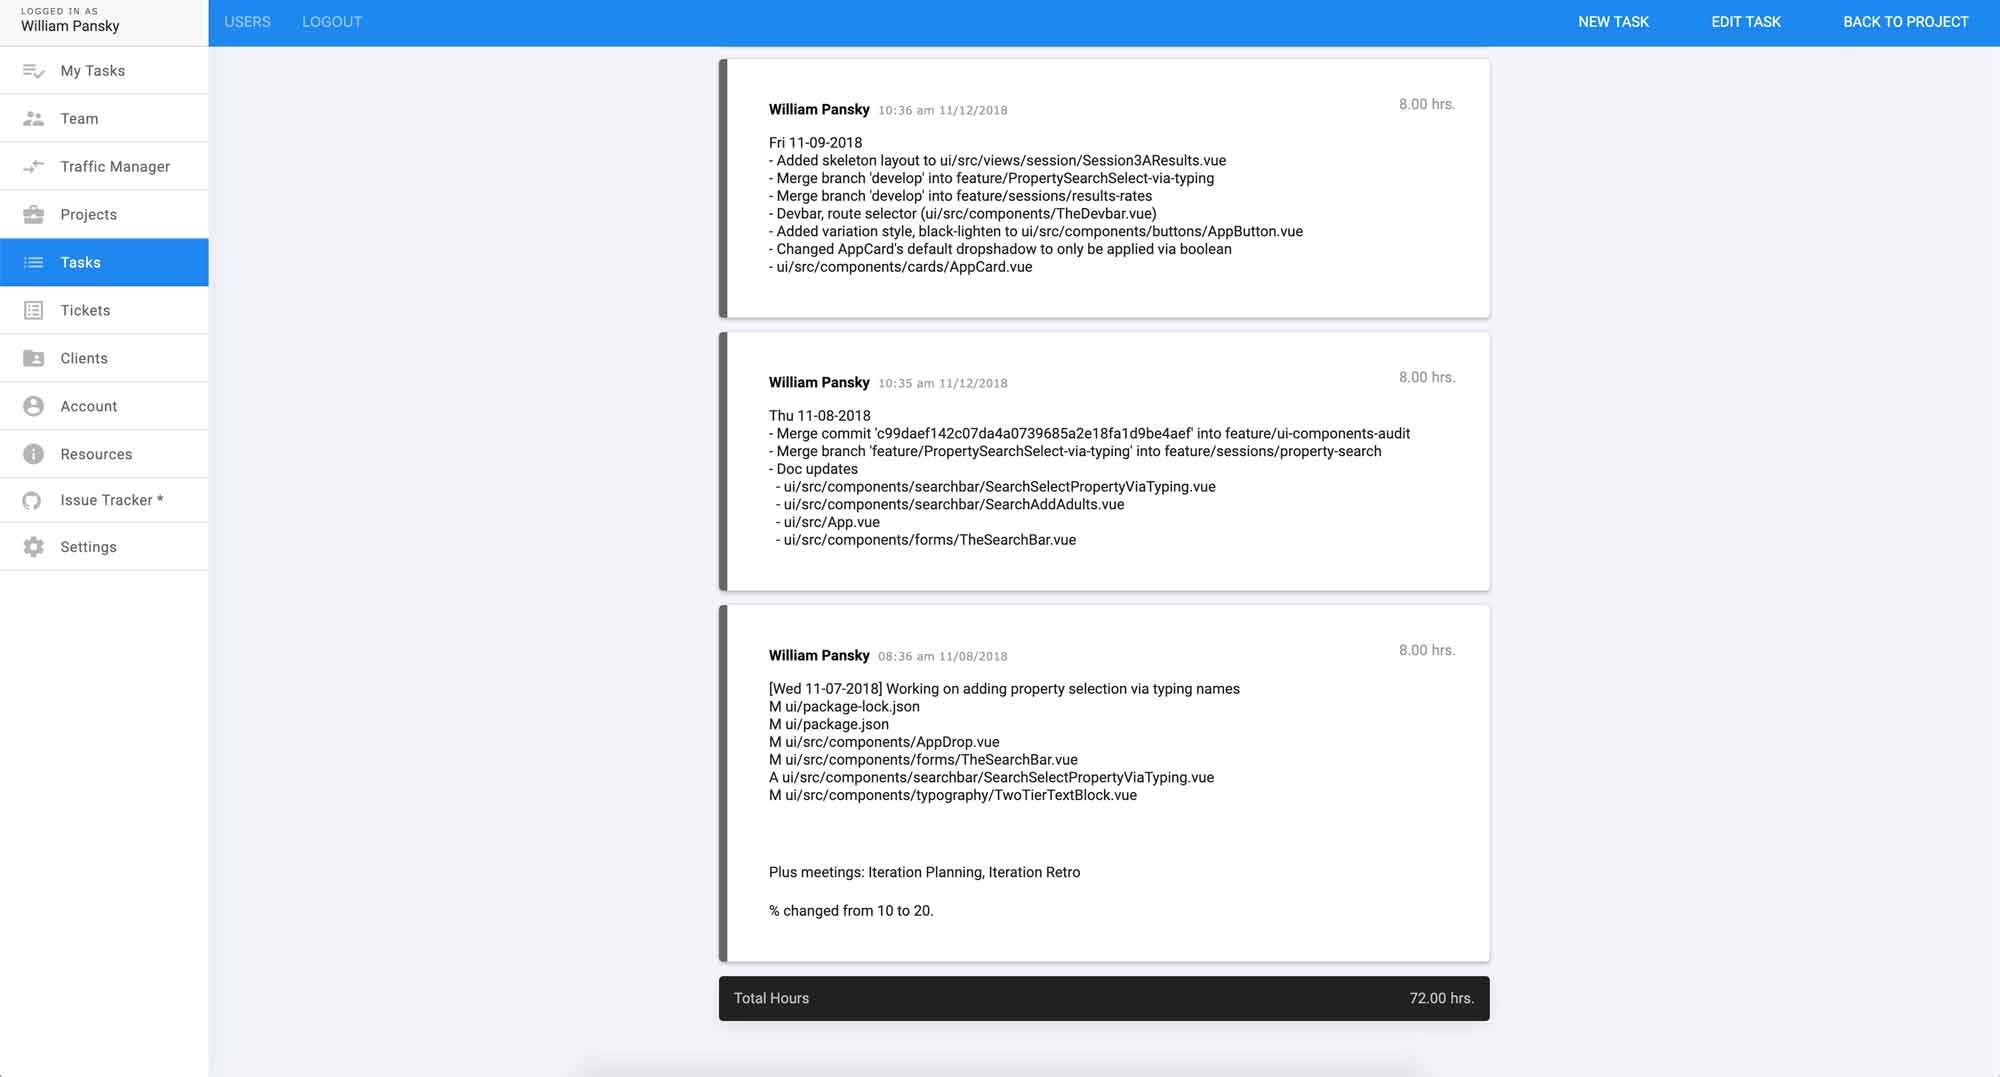 LOGGED IN AS
William Pansky
USERS
LOGOUT
NEW TASK
EDIT TASK
BACK TO PROJECT
My Tasks
Team
Traffic Manager
Projects
Tasks
Tickets
Clients
Account
Resources
Issue Tracker *
Settings
William Pansky 10:36 am 11/12/2018
8.00 hrs.
Fri 11-09-2018
- Added skeleton layout to ui/src/views/session/Session3AResults.vue
- Merge branch 'develop' into feature/PropertySearchSelect-via-typing
- Merge branch 'develop' into feature/sessions/results-rates
- Devbar, route selector (ui/src/components/TheDevbar.vue)
- Added variation style, black-lighten to ui/src/components/buttons/AppButton.vue
- Changed AppCard's default dropshadow to only be applied via boolean
- ui/src/components/cards/AppCard.vue
William Pansky 10:35 am 11/12/2018
8.00 hrs.
Thu 11-08-2018
- Merge commit 'c99daef142c07da4a0739685a2e18fa1d9be4aef' into feature/ui-components-audit
- Merge branch 'feature/PropertySearchSelect-via-typing' into feature/sessions/property-search
- Doc updates
- ui/src/components/searchbar/SearchSelectPropertyViaTyping.vue
- ui/src/components/searchbar/SearchAddAdults.vue
- ui/src/App.vue
- ui/src/components/forms/TheSearchBar.vue
William Pansky 08:36 am 11/08/2018
8.00 hrs.
[Wed 11-07-2018] Working on adding property selection via typing names
M ui/package-lock.json
M ui/package.json
M ui/src/components/AppDrop.vue
M ui/src/components/forms/TheSearchBar.vue
A ui/src/components/searchbar/SearchSelectPropertyViaTyping.vue
M ui/src/components/typography/TwoTierTextBlock.vue
Plus meetings: Iteration Planning, Iteration Retro
% changed from 10 to 20.
Total Hours
72.00 hrs.